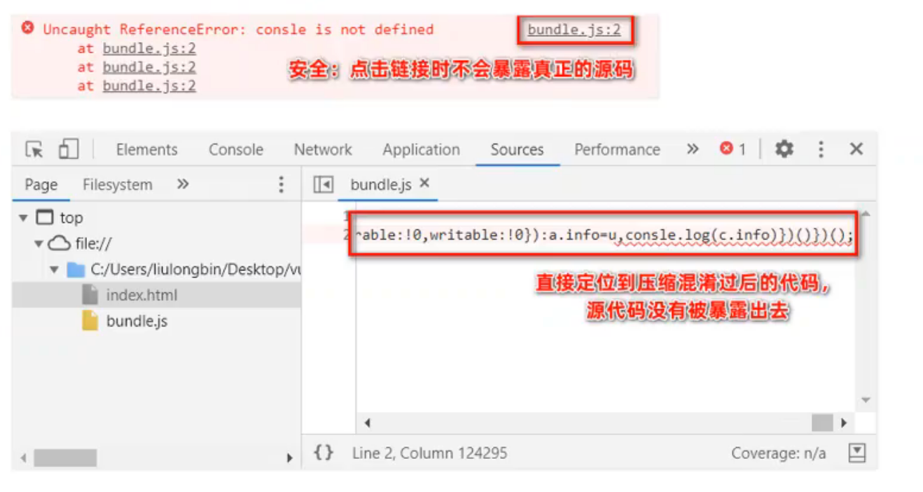 Uncaught ReferenceError: consle is not defined bundle.js:2
at bundle.js:2
at bundle.js:2
at bundle.js:2
安全：点击链接时不会暴露真正的源码
Elements Console Network Application Sources Performance » 1
Page Filesystem » bundle.js ×
top
file://
C:/Users/liulongbin/Desktop/vu
index.html
bundle.js
1
2 rable:!0,writable:!0}):a.info=u,consle.log(c.info)})()})();
直接定位到压缩混淆过后的代码，
源代码没有被暴露出去
{} Line 2, Column 124295 Coverage: n/a